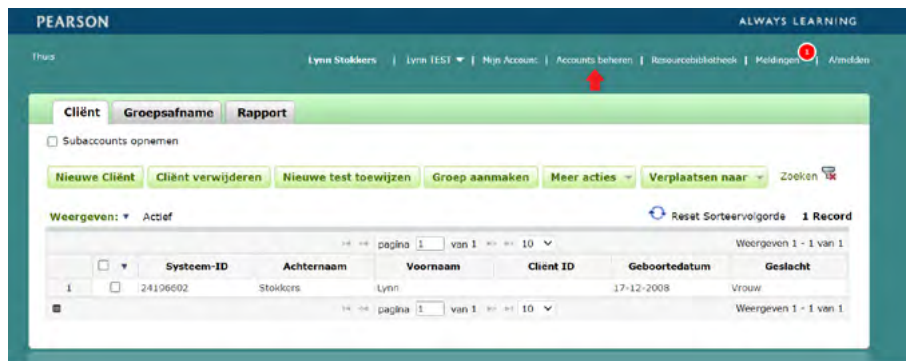 PEARSON ALWAYS LEARNING
Thuis Lynn Stokkers | Lynn TEST | Mijn Account | Accounts beheren | Resourcebibliotheek | Meldingen 1 | Afmelden
Cliënt Groepsafname Rapport
Subaccounts opnemen
Nieuwe Cliënt Cliënt verwijderen Nieuwe test toewijzen Groep aanmaken Meer acties Verplaatsen naar Zoeken
Weergeven: Actief Reset Sorteervolgorde 1 Record
pagina 1 van 1 10 Weergeven 1 - 1 van 1
Systeem-ID Achternaam Voornaam Cliënt ID Geboortedatum Geslacht
1 24196602 Stokkers Lynn 17-12-2008 Vrouw
pagina 1 van 1 10 Weergeven 1 - 1 van 1